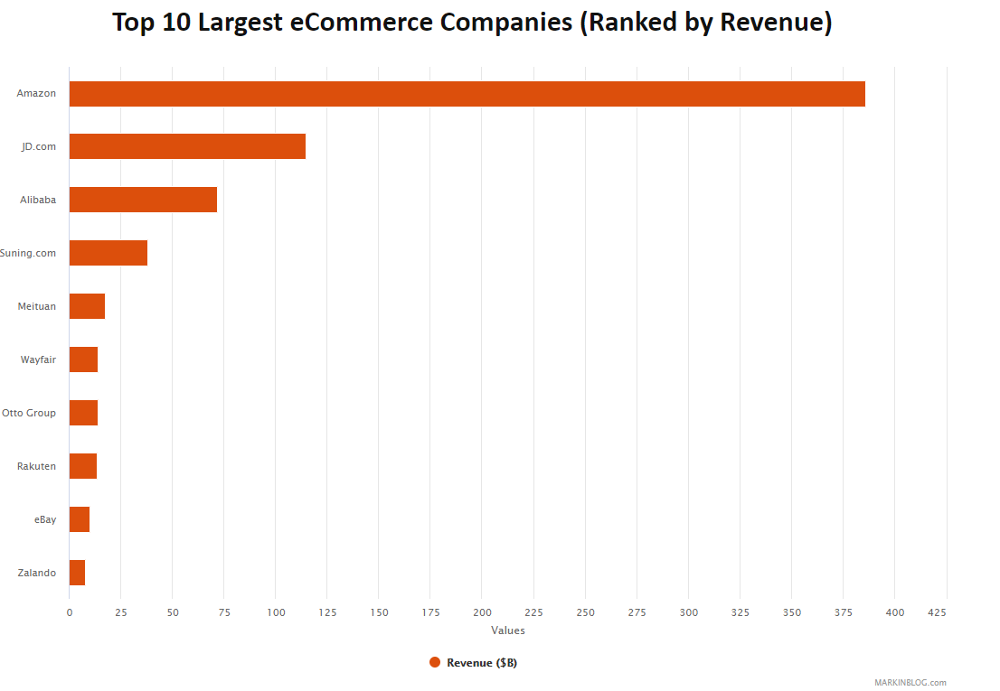 Top 10 Largest eCommerce Companies (Ranked by Revenue)
Amazon
JD.com
Alibaba
Suning.com
Meituan
Wayfair
Otto Group
Rakuten
eBay
Zalando
0 25 50 75 100 125 150 175 200 225 250 275 300 325 350 375 400 425
Values
Revenue ($B)
MARKINBLOG.com